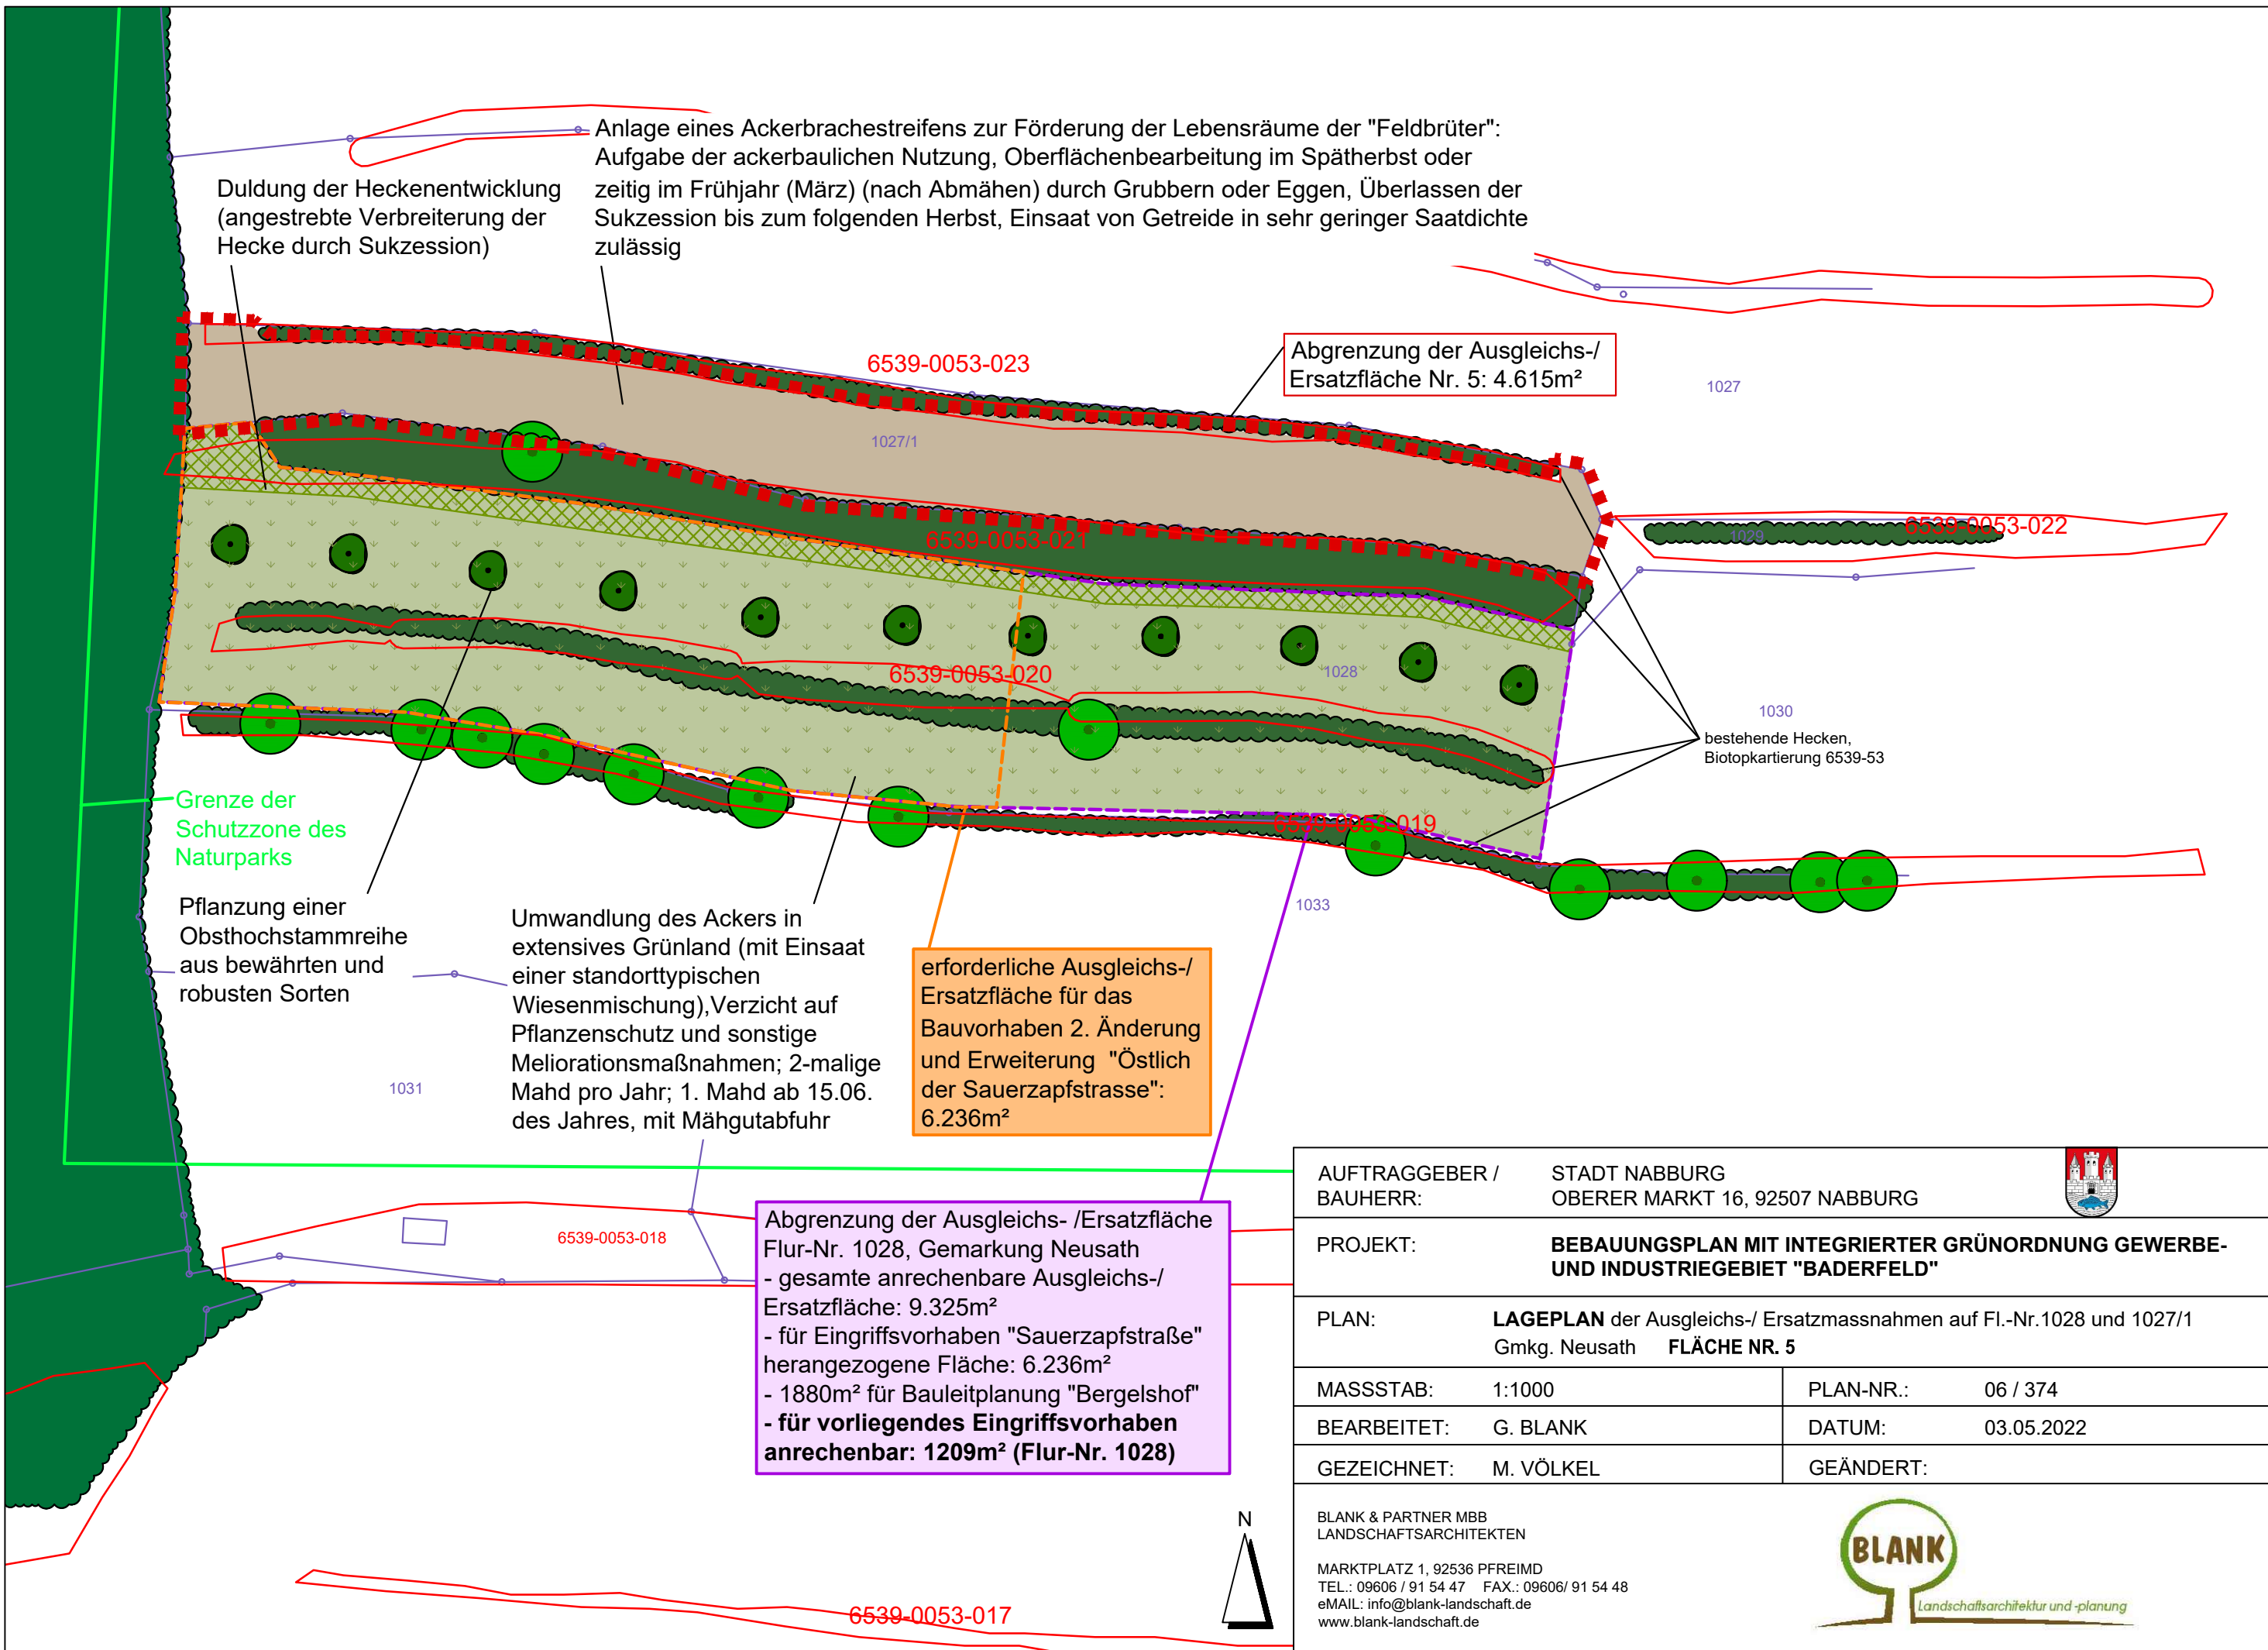 Anlage eines Ackerbrachestreifens zur Förderung der Lebensräume der "Feldbrüter":
Aufgabe der ackerbaulichen Nutzung, Oberflächenbearbeitung im Spätherbst oder
zeitig im Frühjahr (März) (nach Abmähen) durch Grubbern oder Eggen, Überlassen der
Sukzession bis zum folgenden Herbst, Einsaat von Getreide in sehr geringer Saatdichte
zulässig
Duldung der Heckenentwicklung
(angestrebte Verbreiterung der
Hecke durch Sukzession)
6539-0053-023
Abgrenzung der Ausgleichs-/
Ersatzfläche Nr. 5: 4.615m²
1027
1027/1
6539-0053-021
1029
6539-0053-022
6539-0053-020
1028
1030
bestehende Hecken,
Biotopkartierung 6539-53
6539-0053-019
1033
Grenze der
Schutzzone des
Naturparks
Pflanzung einer
Obsthochstammreihe
aus bewährten und
robusten Sorten
Umwandlung des Ackers in
extensives Grünland (mit Einsaat
einer standorttypischen
Wiesenmischung),Verzicht auf
Pflanzenschutz und sonstige
Meliorationsmaßnahmen; 2-malige
Mahd pro Jahr; 1. Mahd ab 15.06.
des Jahres, mit Mähgutabfuhr
erforderliche Ausgleichs-/
Ersatzfläche für das
Bauvorhaben 2. Änderung
und Erweiterung "Östlich
der Sauerzapfstrasse":
6.236m²
1031
6539-0053-018
Abgrenzung der Ausgleichs- /Ersatzfläche
Flur-Nr. 1028, Gemarkung Neusath
- gesamte anrechenbare Ausgleichs-/
Ersatzfläche: 9.325m²
- für Eingriffsvorhaben "Sauerzapfstraße"
herangezogene Fläche: 6.236m²
- 1880m² für Bauleitplanung "Bergelshof"
- für vorliegendes Eingriffsvorhaben
anrechenbar: 1209m² (Flur-Nr. 1028)
6539-0053-017
N
AUFTRAGGEBER / STADT NABBURG
BAUHERR: OBERER MARKT 16, 92507 NABBURG
PROJEKT: BEBAUUNGSPLAN MIT INTEGRIERTER GRÜNORDNUNG GEWERBE-
UND INDUSTRIEGEBIET "BADERFELD"
PLAN: LAGEPLAN der Ausgleichs-/ Ersatzmassnahmen auf Fl.-Nr.1028 und 1027/1
Gmkg. Neusath FLÄCHE NR. 5
MASSSTAB: 1:1000 PLAN-NR.: 06 / 374
BEARBEITET: G. BLANK DATUM: 03.05.2022
GEZEICHNET: M. VÖLKEL GEÄNDERT:
BLANK & PARTNER MBB
LANDSCHAFTSARCHITEKTEN
MARKTPLATZ 1, 92536 PFREIMD
TEL.: 09606 / 91 54 47 FAX.: 09606/ 91 54 48
eMAIL: info@blank-landschaft.de
www.blank-landschaft.de
BLANK
Landschaftsarchitektur und -planung